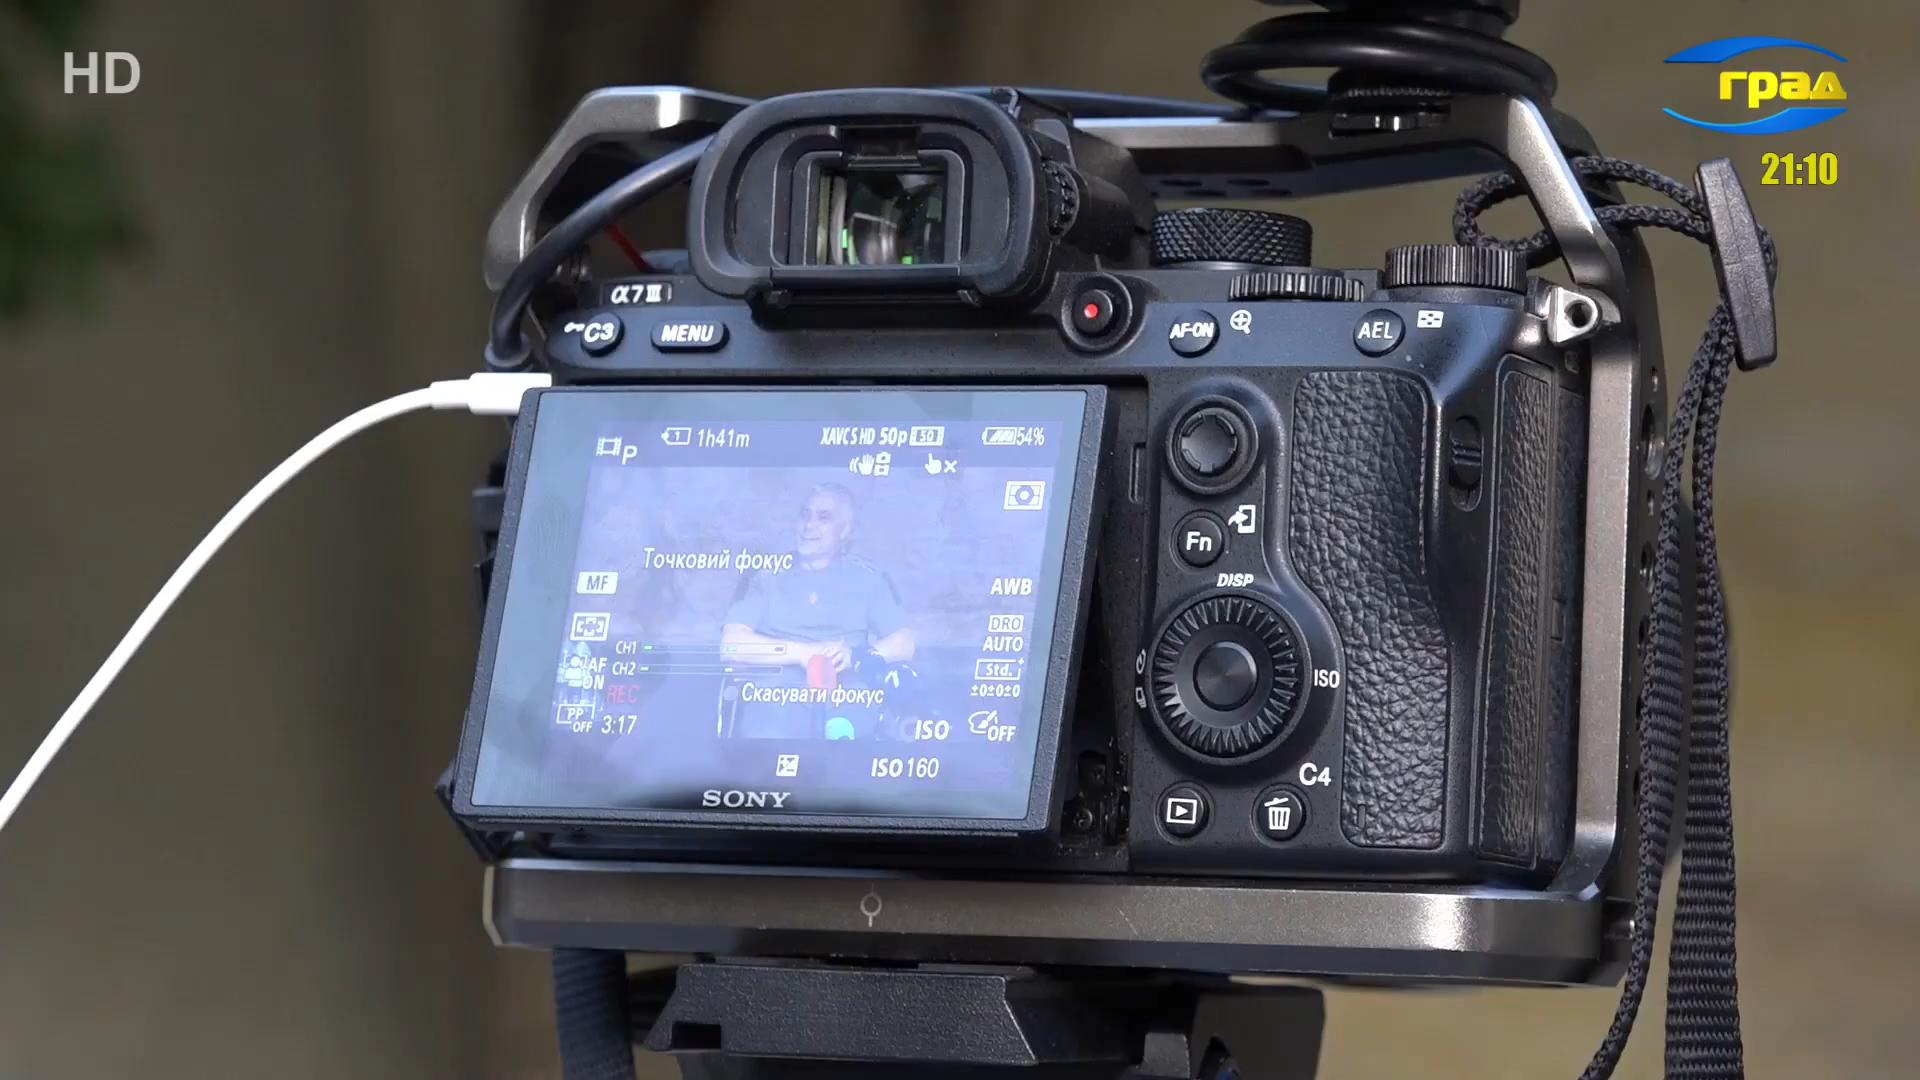 HD
град
21:10
α7III
C3
MENU
AF-ON
AEL
1
1h41m
XAVC S HD 50p 50
54%
P
Точковий фокус
MF
AWB
DRO
AUTO
CH1
CH2
AF
ON
REC
Скасувати фокус
Std.
±0±0±0
PP
OFF
3:17
ISO
OFF
ISO 160
SONY
Fn
DISP
ISO
C4